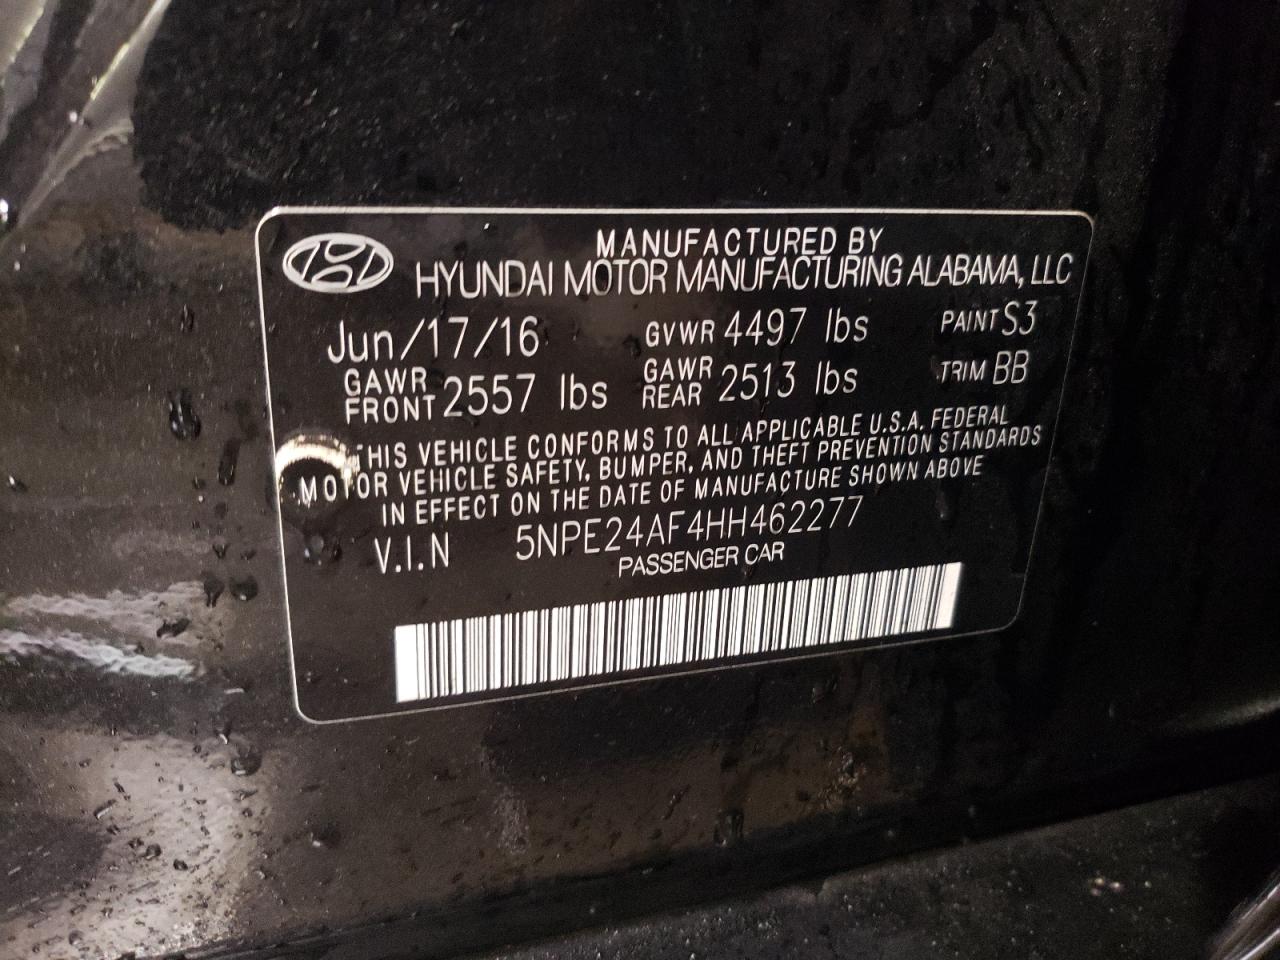 MANUFACTURED BY
HYUNDAI MOTOR MANUFACTURING ALABAMA, LLC
Jun/17/16 GVWR 4497 lbs PAINT S3
GAWR FRONT 2557 lbs GAWR REAR 2513 lbs TRIM BB
THIS VEHICLE CONFORMS TO ALL APPLICABLE U.S.A. FEDERAL
MOTOR VEHICLE SAFETY, BUMPER, AND THEFT PREVENTION STANDARDS
IN EFFECT ON THE DATE OF MANUFACTURE SHOWN ABOVE
V.I.N 5NPE24AF4HH462277
PASSENGER CAR